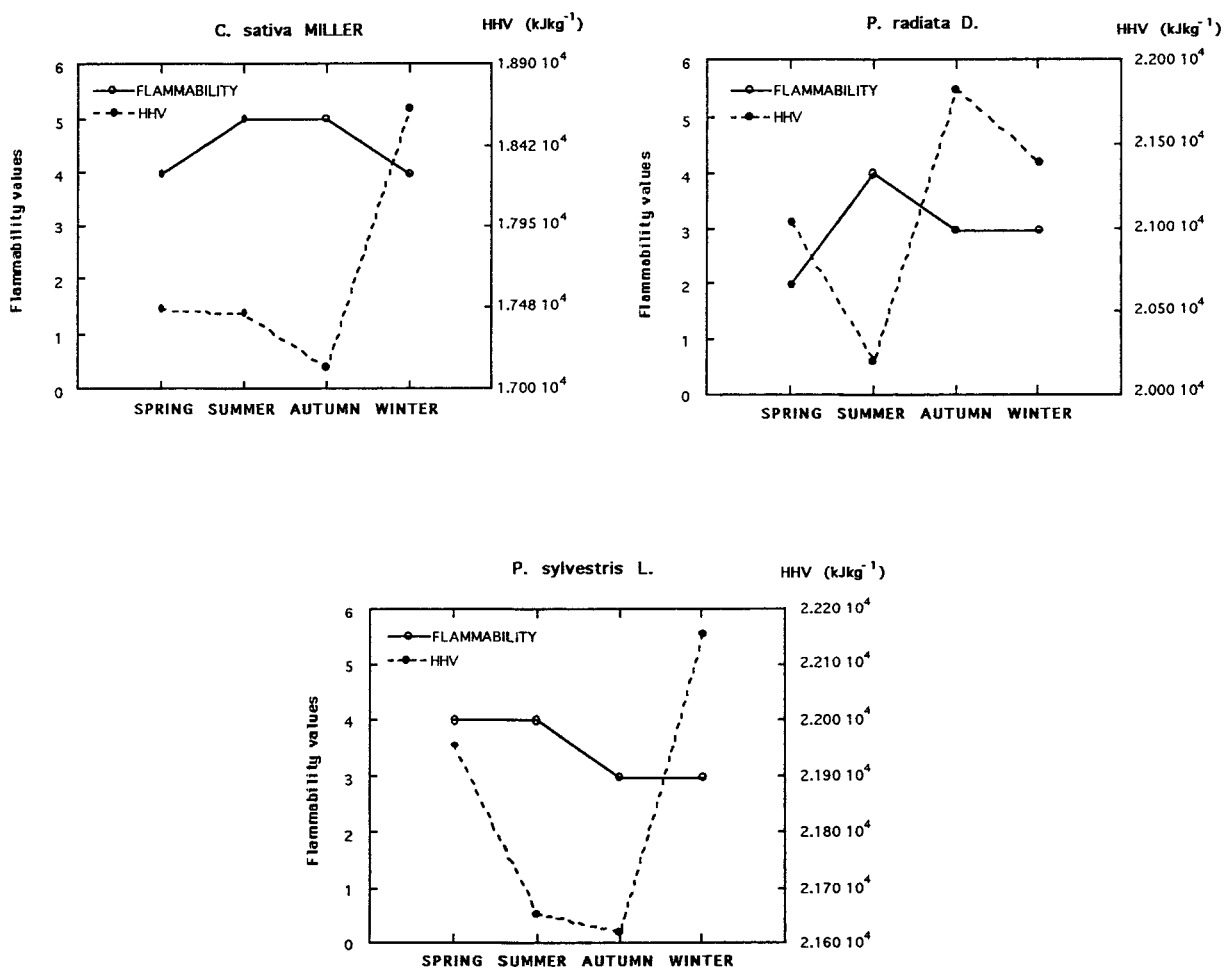 C. sativa MILLER
HHV (kJkg-1)
Flammability values
6
5
4
3
2
1
0
FLAMMABILITY
HHV
1.890 10^4
1.842 10^4
1.795 10^4
1.748 10^4
1.700 10^4
SPRING SUMMER AUTUMN WINTER
P. radiata D.
HHV (kJkg-1)
Flammability values
6
5
4
3
2
1
0
FLAMMABILITY
HHV
2.200 10^4
2.150 10^4
2.100 10^4
2.050 10^4
2.000 10^4
SPRING SUMMER AUTUMN WINTER
P. sylvestris L.
HHV (kJkg-1)
Flammability values
6
5
4
3
2
1
0
FLAMMABILITY
HHV
2.220 10^4
2.210 10^4
2.200 10^4
2.190 10^4
2.180 10^4
2.170 10^4
2.160 10^4
SPRING SUMMER AUTUMN WINTER